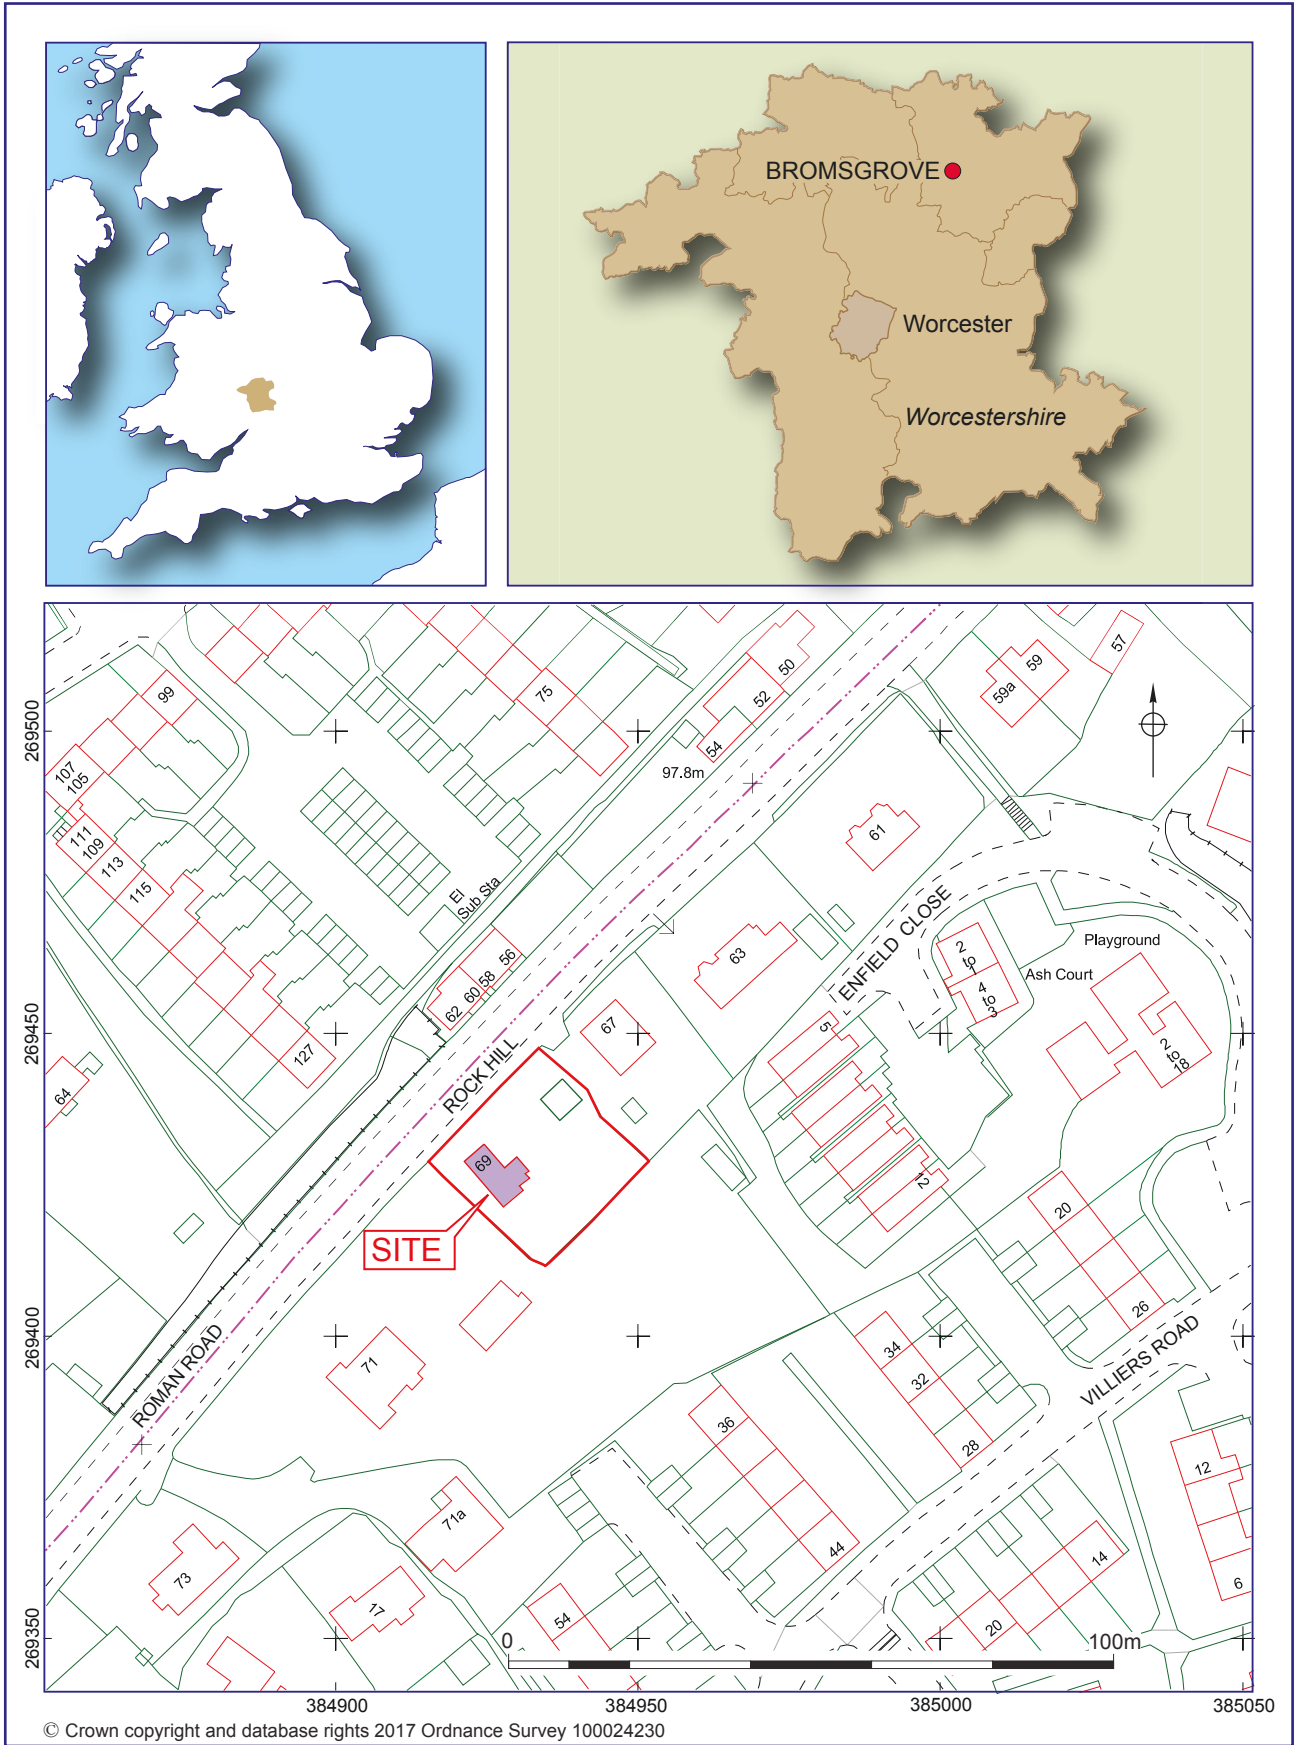 BROMSGROVE
Worcester
Worcestershire
269500
269450
269400
269350
99
107
105
111
109
113
115
127
64
75
50
52
54
97.8m
57
59
59a
61
63
67
El
Sub Sta
56
58
60
62
ROCK HILL
ENFIELD CLOSE
2
to
1
4
to
3
Ash Court
Playground
2
to
18
5
12
69
SITE
71
ROMAN ROAD
20
26
VILLIERS ROAD
34
32
28
36
44
71a
73
17
54
12
6
14
20
0
100m
384900
384950
385000
385050
© Crown copyright and database rights 2017 Ordnance Survey 100024230